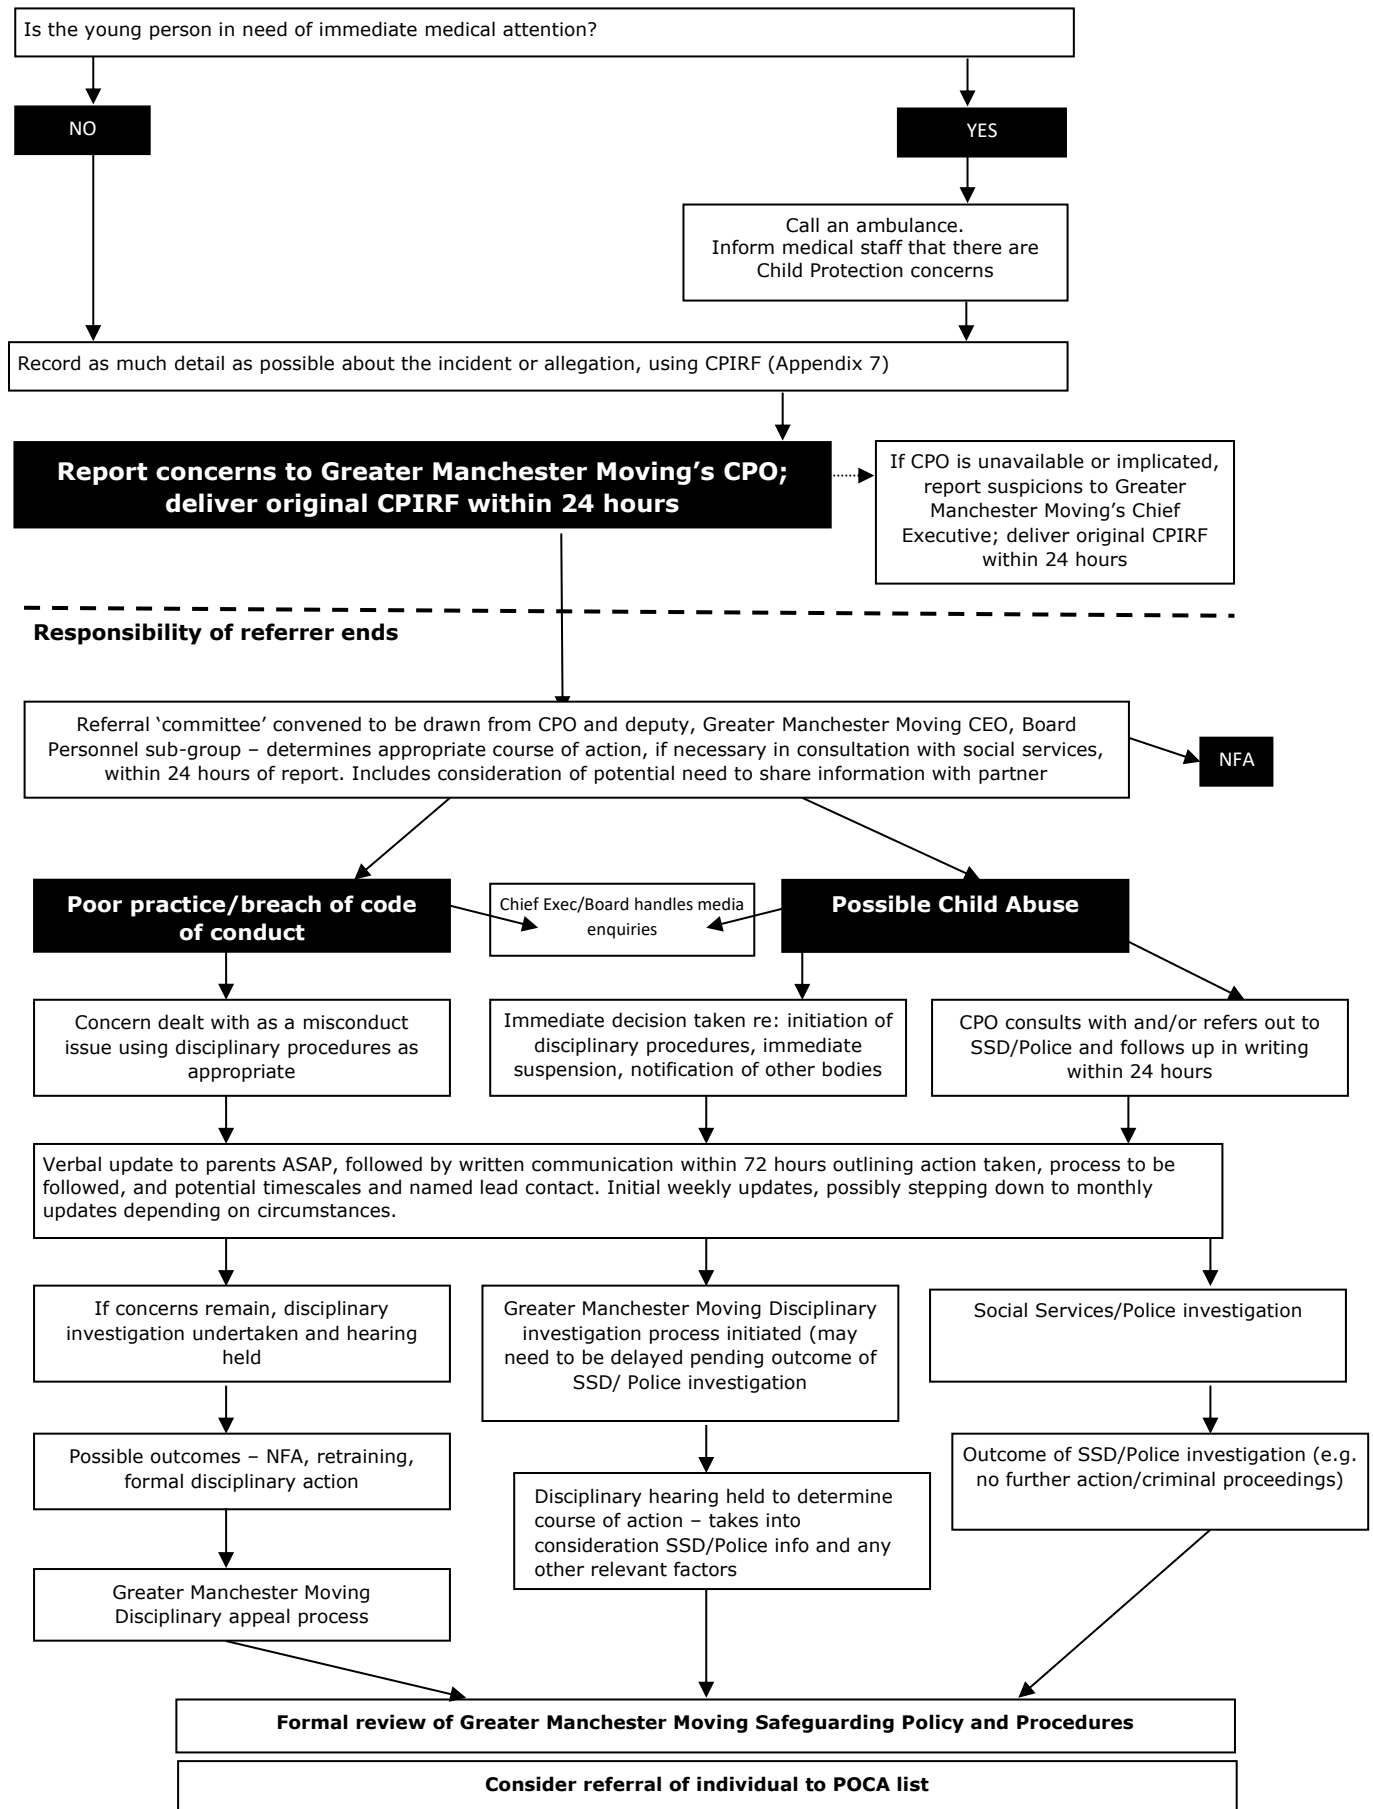 Is the young person in need of immediate medical attention?
NO
YES
Call an ambulance.
Inform medical staff that there are
Child Protection concerns
Record as much detail as possible about the incident or allegation, using CPIRF (Appendix 7)
Report concerns to Greater Manchester Moving’s CPO;
deliver original CPIRF within 24 hours
If CPO is unavailable or implicated,
report suspicions to Greater
Manchester Moving’s Chief
Executive; deliver original CPIRF
within 24 hours
Responsibility of referrer ends
Referral ‘committee’ convened to be drawn from CPO and deputy, Greater Manchester Moving CEO, Board
Personnel sub-group – determines appropriate course of action, if necessary in consultation with social services,
within 24 hours of report. Includes consideration of potential need to share information with partner
NFA
Poor practice/breach of code
of conduct
Chief Exec/Board handles media
enquiries
Possible Child Abuse
Concern dealt with as a misconduct
issue using disciplinary procedures as
appropriate
Immediate decision taken re: initiation of
disciplinary procedures, immediate
suspension, notification of other bodies
CPO consults with and/or refers out to
SSD/Police and follows up in writing
within 24 hours
Verbal update to parents ASAP, followed by written communication within 72 hours outlining action taken, process to be
followed, and potential timescales and named lead contact. Initial weekly updates, possibly stepping down to monthly
updates depending on circumstances.
If concerns remain, disciplinary
investigation undertaken and hearing
held
Greater Manchester Moving Disciplinary
investigation process initiated (may
need to be delayed pending outcome of
SSD/ Police investigation
Social Services/Police investigation
Possible outcomes – NFA, retraining,
formal disciplinary action
Disciplinary hearing held to determine
course of action – takes into
consideration SSD/Police info and any
other relevant factors
Outcome of SSD/Police investigation (e.g.
no further action/criminal proceedings)
Greater Manchester Moving
Disciplinary appeal process
Formal review of Greater Manchester Moving Safeguarding Policy and Procedures
Consider referral of individual to POCA list